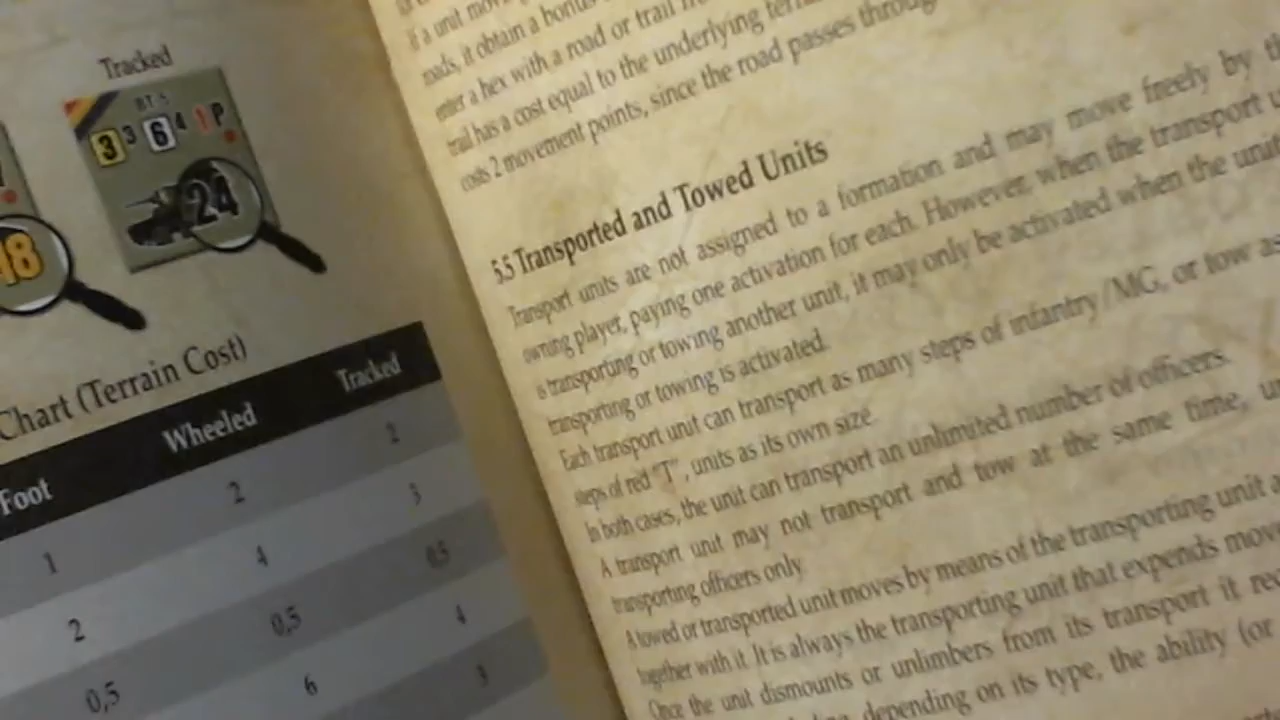 Tracked
BT-5
3 3 6 4 1 P
24
18
Chart (Terrain Cost)
Foot Wheeled Tracked
1 2 2
2 4 3
0,5 0,5 0,5
6 4
3
If a unit
roads, it obtain a bonus
enter a hex with a road or trail
trail has a cost equal to the underlying
costs 2 movement points, since the road passes
5.5 Transported and Towed Units
Transport units are not assigned to a formation and may move freely by
owning player, paying one activation for each. However, when the transport
is transporting or towing another unit, it may only be activated when the unit
transporting or towing is activated.
Each transport unit can transport as many steps of infantry/MG, or tow as
steps of red "T", units as its own size.
In both cases, the unit can transport an unlimited number of officers.
A transport unit may not transport and tow at the same time,
transporting officers only
A towed or transported unit moves by means of the transporting unit
together with it. It is always the transporting unit that expends
Once the unit dismounts or unlimbers from its transport it
depending on its type, the ability (or